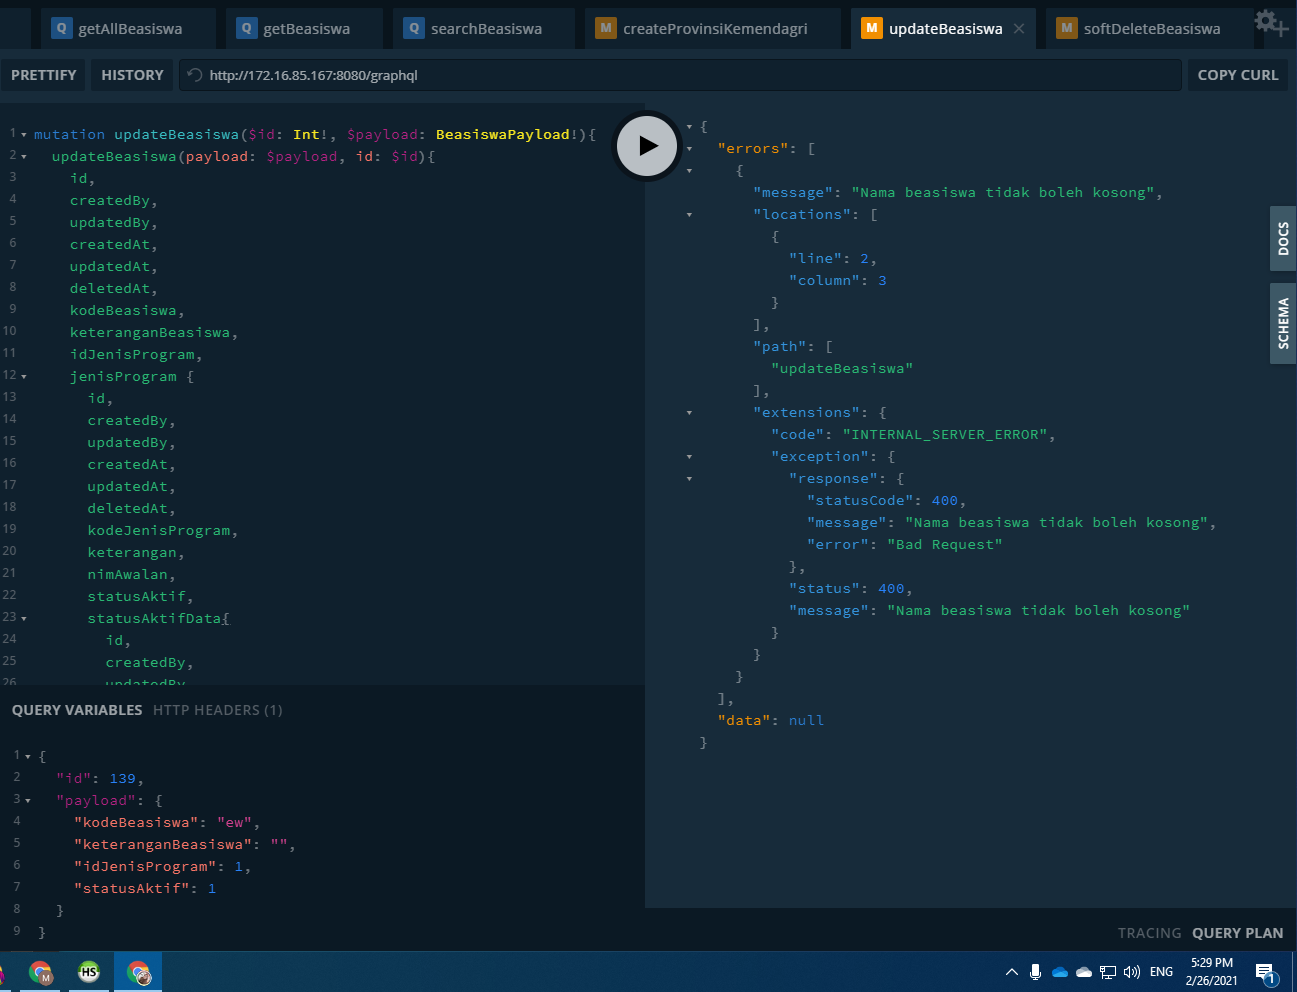 Q getAllBeasiswa
Q getBeasiswa
Q searchBeasiswa
M createProvinsiKemendagri
M updateBeasiswa
M softDeleteBeasiswa
PRETTIFY
HISTORY
http://172.16.85.167:8080/graphql
COPY CURL
1 mutation updateBeasiswa($id: Int!, $payload: BeasiswaPayload!){
2 updateBeasiswa(payload: $payload, id: $id){
3 id,
4 createdBy,
5 updatedBy,
6 createdAt,
7 updatedAt,
8 deletedAt,
9 kodeBeasiswa,
10 keteranganBeasiswa,
11 idJenisProgram,
12 jenisProgram {
13 id,
14 createdBy,
15 updatedBy,
16 createdAt,
17 updatedAt,
18 deletedAt,
19 kodeJenisProgram,
20 keterangan,
21 nimAwalan,
22 statusAktif,
23 statusAktifData{
24 id,
25 createdBy,
26 updatedBy
QUERY VARIABLES
HTTP HEADERS (1)
1 {
2 "id": 139,
3 "payload": {
4 "kodeBeasiswa": "ew",
5 "keteranganBeasiswa": "",
6 "idJenisProgram": 1,
7 "statusAktif": 1
8 }
9 }
{
"errors": [
{
"message": "Nama beasiswa tidak boleh kosong",
"locations": [
{
"line": 2,
"column": 3
}
],
"path": [
"updateBeasiswa"
],
"extensions": {
"code": "INTERNAL_SERVER_ERROR",
"exception": {
"response": {
"statusCode": 400,
"message": "Nama beasiswa tidak boleh kosong",
"error": "Bad Request"
},
"status": 400,
"message": "Nama beasiswa tidak boleh kosong"
}
}
}
],
"data": null
}
DOCS
SCHEMA
TRACING
QUERY PLAN
M
HS
ENG
5:29 PM
2/26/2021
1